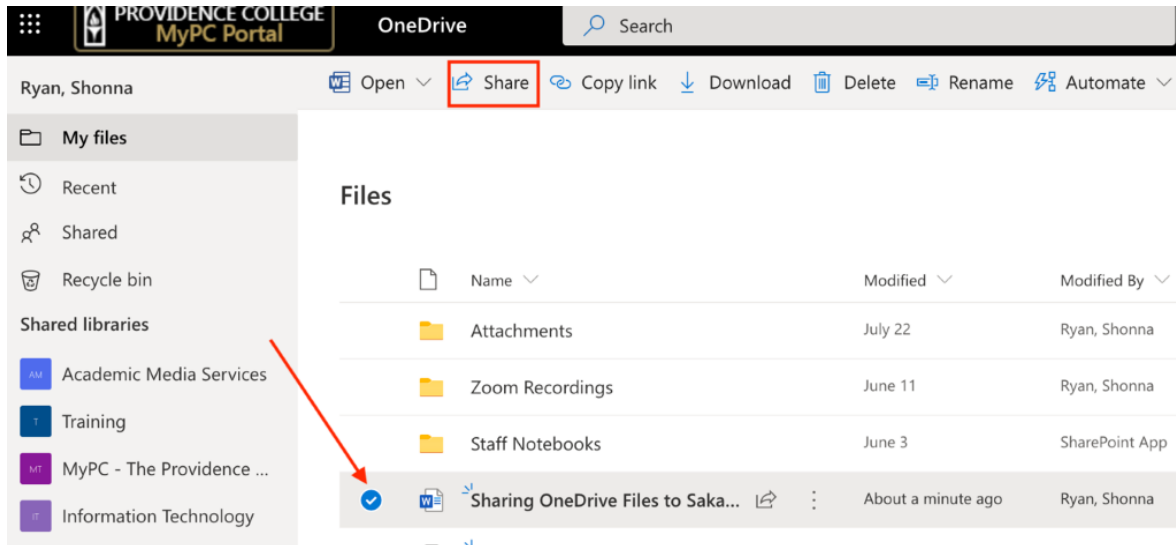 PROVIDENCE COLLEGE
MyPC Portal
OneDrive
Search
Ryan, Shonna
Open
Share
Copy link
Download
Delete
Rename
Automate
My files
Recent
Shared
Recycle bin
Shared libraries
AM Academic Media Services
T Training
MT MyPC - The Providence ...
IT Information Technology
Files
Name Modified Modified By
Attachments July 22 Ryan, Shonna
Zoom Recordings June 11 Ryan, Shonna
Staff Notebooks June 3 SharePoint App
Sharing OneDrive Files to Saka... About a minute ago Ryan, Shonna